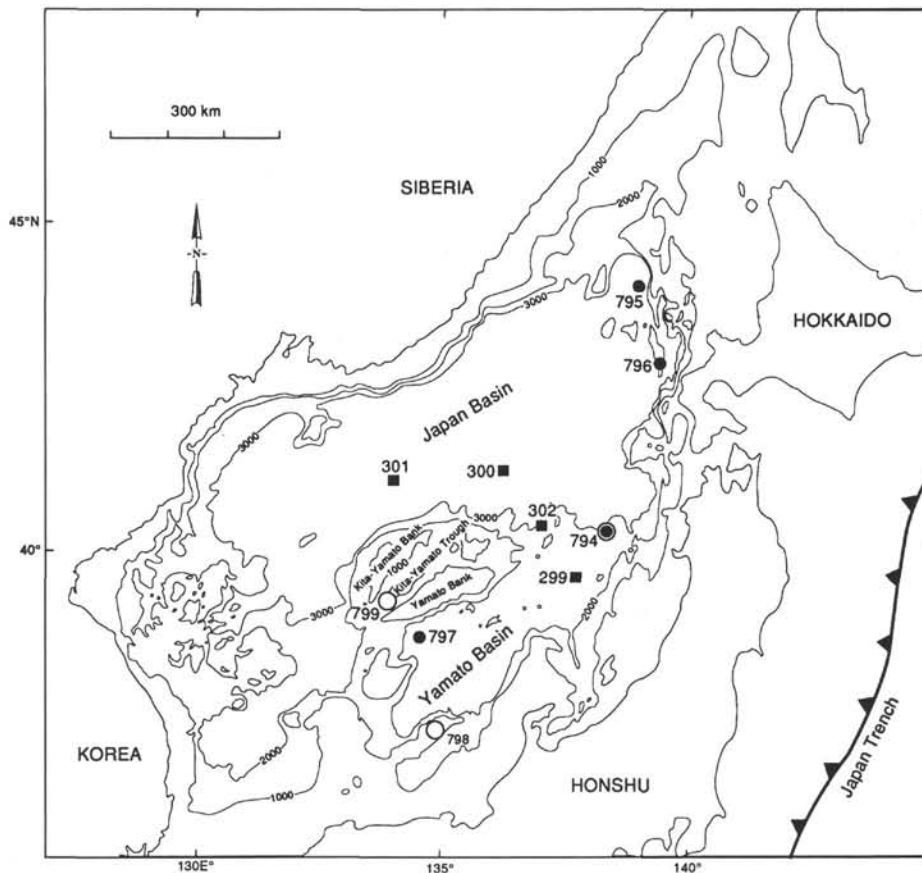 300 km
SIBERIA
1000
2000
45°N
-N-
3000
795
HOKKAIDO
796
Japan Basin
3000
301
300
302
3000
794
40°
Kita-Yamato Bank
1000
Kita-Yamato Trough
Yamato Bank
299
2000
799
3000
797
Yamato Basin
798
2000
KOREA
1000
HONSHU
Japan Trench
130E°
135°
140°